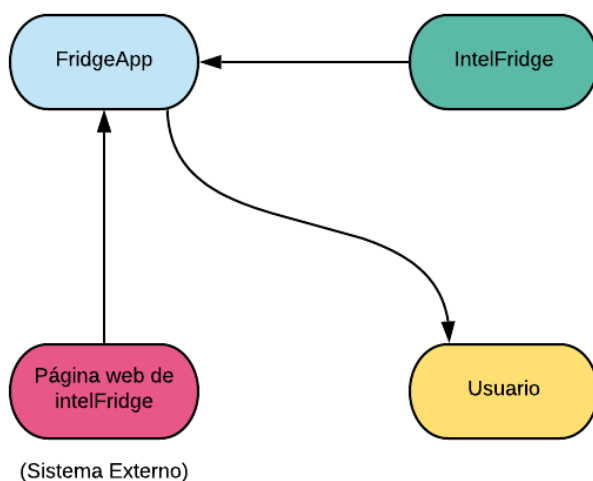 FridgeApp
IntelFridge
Página web de
intelFridge
Usuario
(Sistema Externo)